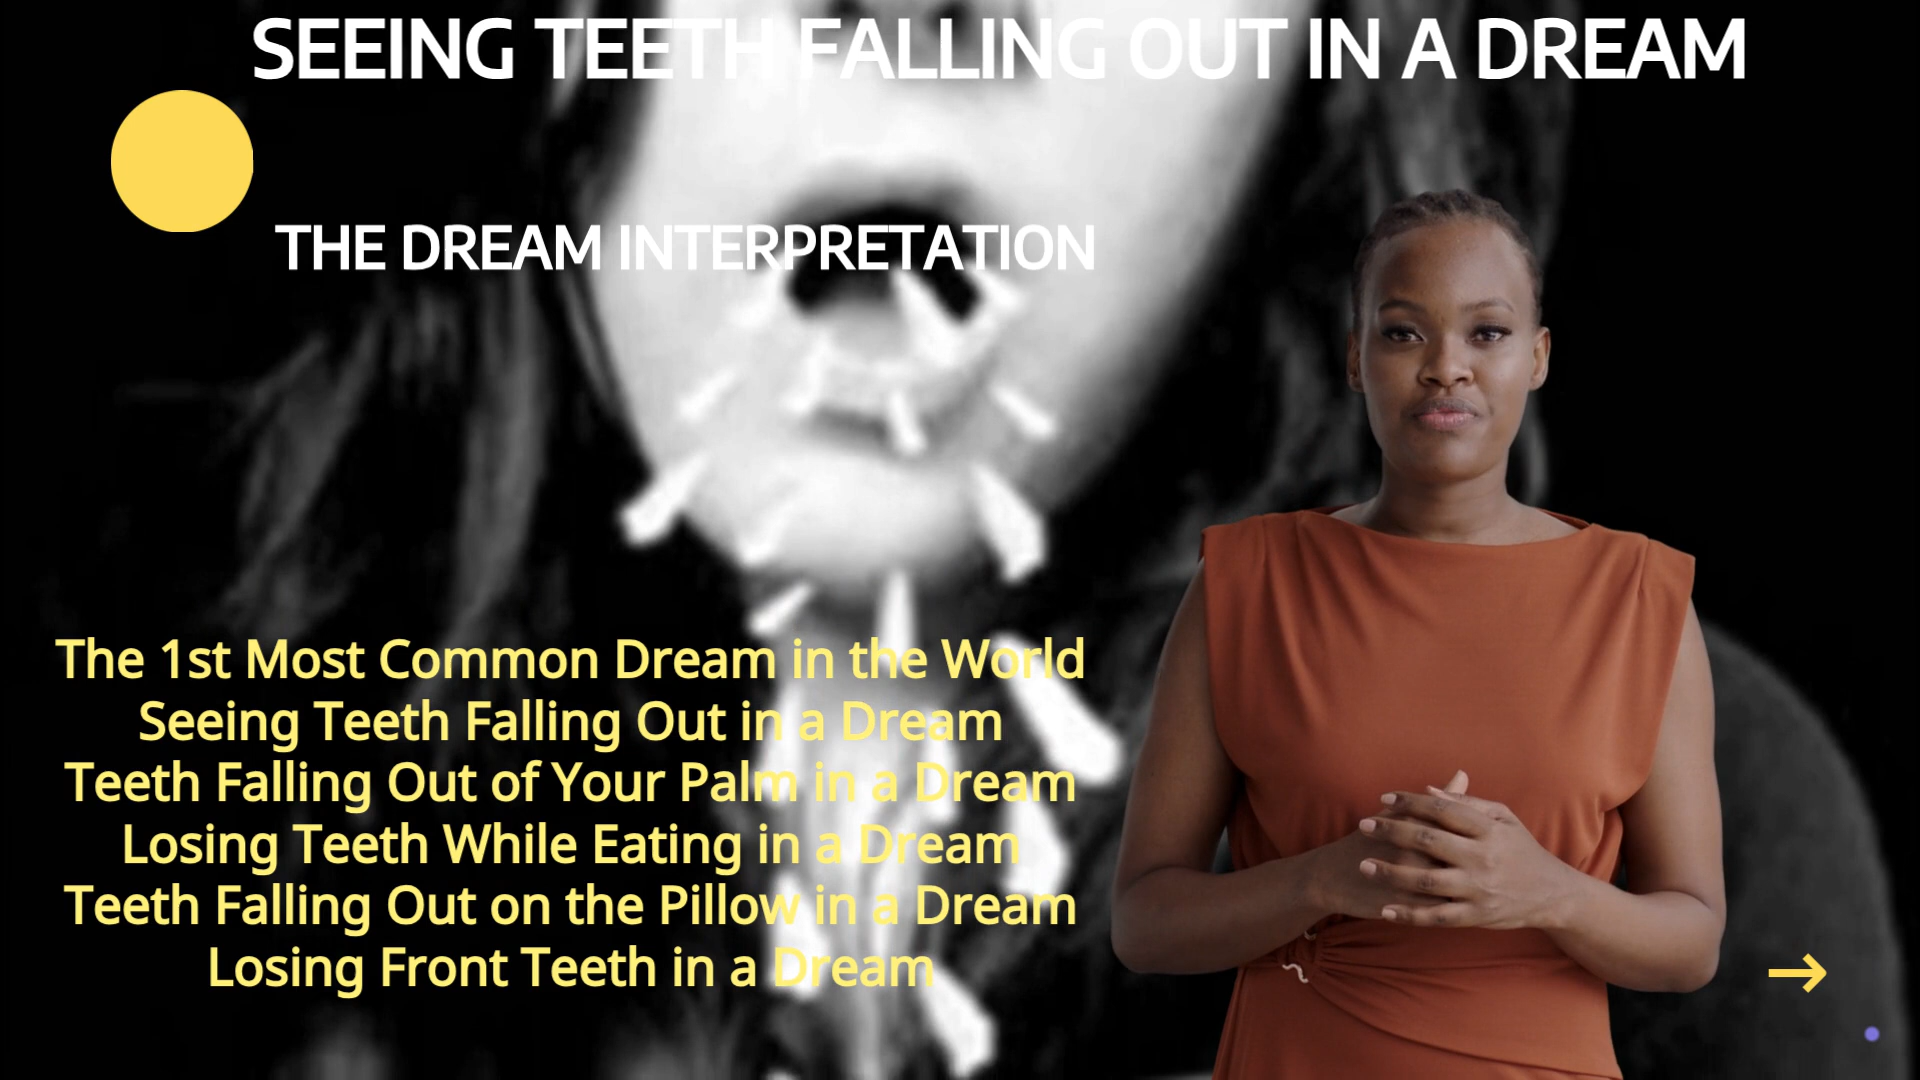 SEEING TEETH FALLING OUT IN A DREAM
THE DREAM INTERPRETATION
The 1st Most Common Dream in the World
Seeing Teeth Falling Out in a Dream
Teeth Falling Out of Your Palm in a Dream
Losing Teeth While Eating in a Dream
Teeth Falling Out on the Pillow in a Dream
Losing Front Teeth in a Dream